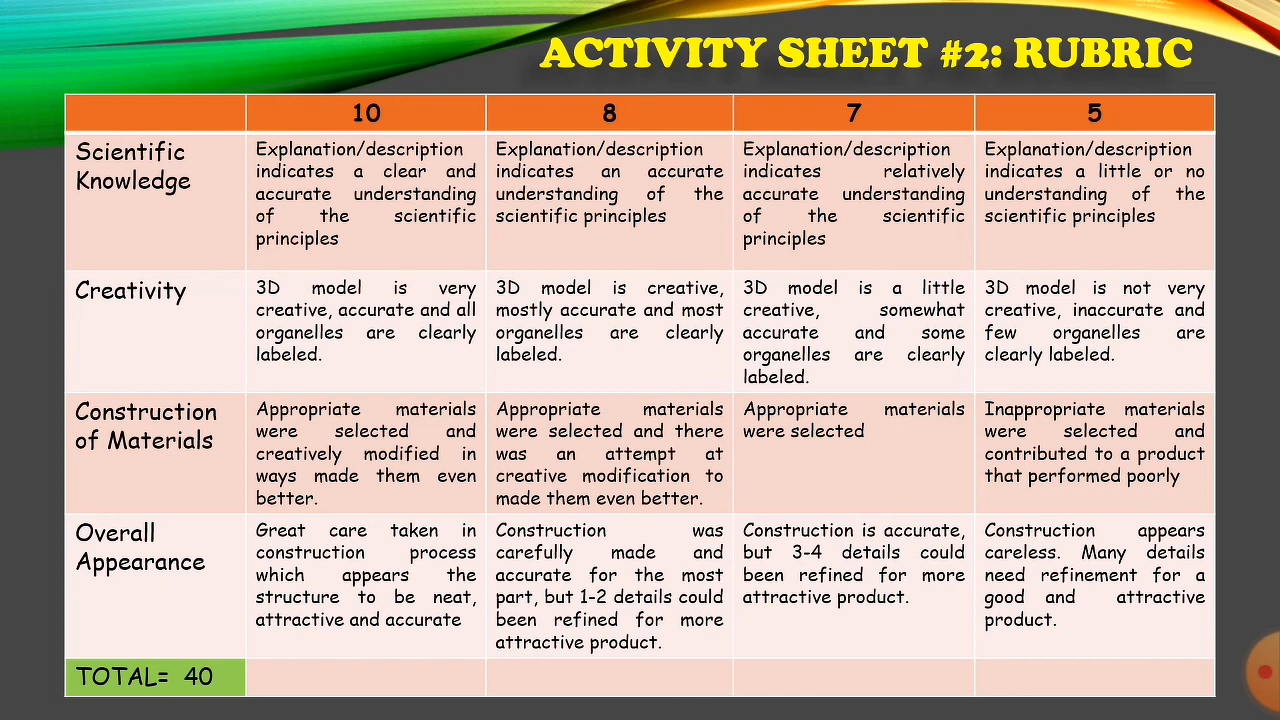 ACTIVITY SHEET #2: RUBRIC
10
8
7
5
Scientific
Knowledge
Explanation/description
indicates a clear and
accurate understanding
of the scientific
principles
Explanation/description
indicates an accurate
understanding of the
scientific principles
Explanation/description
indicates relatively
accurate understanding
of the scientific
principles
Explanation/description
indicates a little or no
understanding of the
scientific principles
Creativity
3D model is very
creative, accurate and all
organelles are clearly
labeled.
3D model is creative,
mostly accurate and most
organelles are clearly
labeled.
3D model is a little
creative, somewhat
accurate and some
organelles are clearly
labeled.
3D model is not very
creative, inaccurate and
few organelles are
clearly labeled.
Construction
of Materials
Appropriate materials
were selected and
creatively modified in
ways made them even
better.
Appropriate materials
were selected and there
was an attempt at
creative modification to
made them even better.
Appropriate materials
were selected
Inappropriate materials
were selected and
contributed to a product
that performed poorly
Overall
Appearance
Great care taken in
construction process
which appears the
structure to be neat,
attractive and accurate
Construction was
carefully made and
accurate for the most
part, but 1-2 details could
been refined for more
attractive product.
Construction is accurate,
but 3-4 details could
been refined for more
attractive product.
Construction appears
careless. Many details
need refinement for a
good and attractive
product.
TOTAL= 40